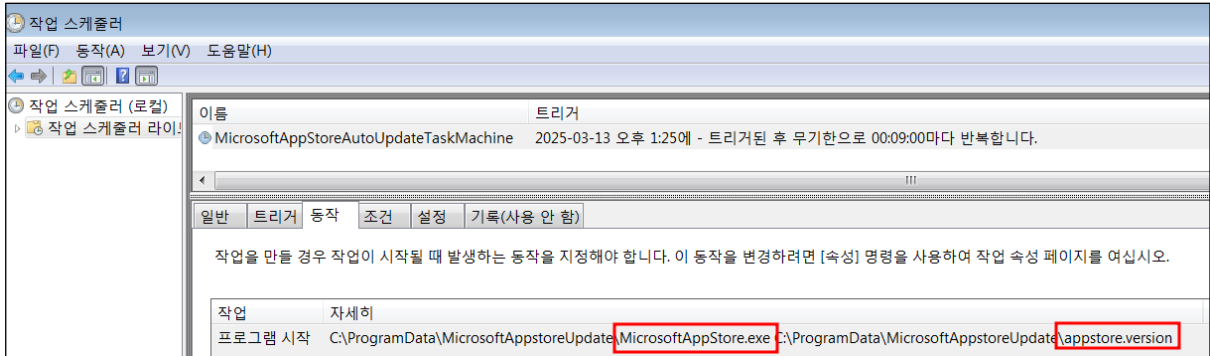 작업 스케줄러
파일(F) 동작(A) 보기(V) 도움말(H)
작업 스케줄러 (로컬)
작업 스케줄러 라이브
이름 트리거
MicrosoftAppStoreAutoUpdateTaskMachine 2025-03-13 오후 1:25에 - 트리거된 후 무기한으로 00:09:00마다 반복합니다.
일반 트리거 동작 조건 설정 기록(사용 안 함)
작업을 만들 경우 작업이 시작될 때 발생하는 동작을 지정해야 합니다. 이 동작을 변경하려면 [속성] 명령을 사용하여 작업 속성 페이지를 여십시오.
작업 자세히
프로그램 시작 C:\ProgramData\MicrosoftAppstoreUpdate\MicrosoftAppStore.exe C:\ProgramData\MicrosoftAppstoreUpdate\appstore.version